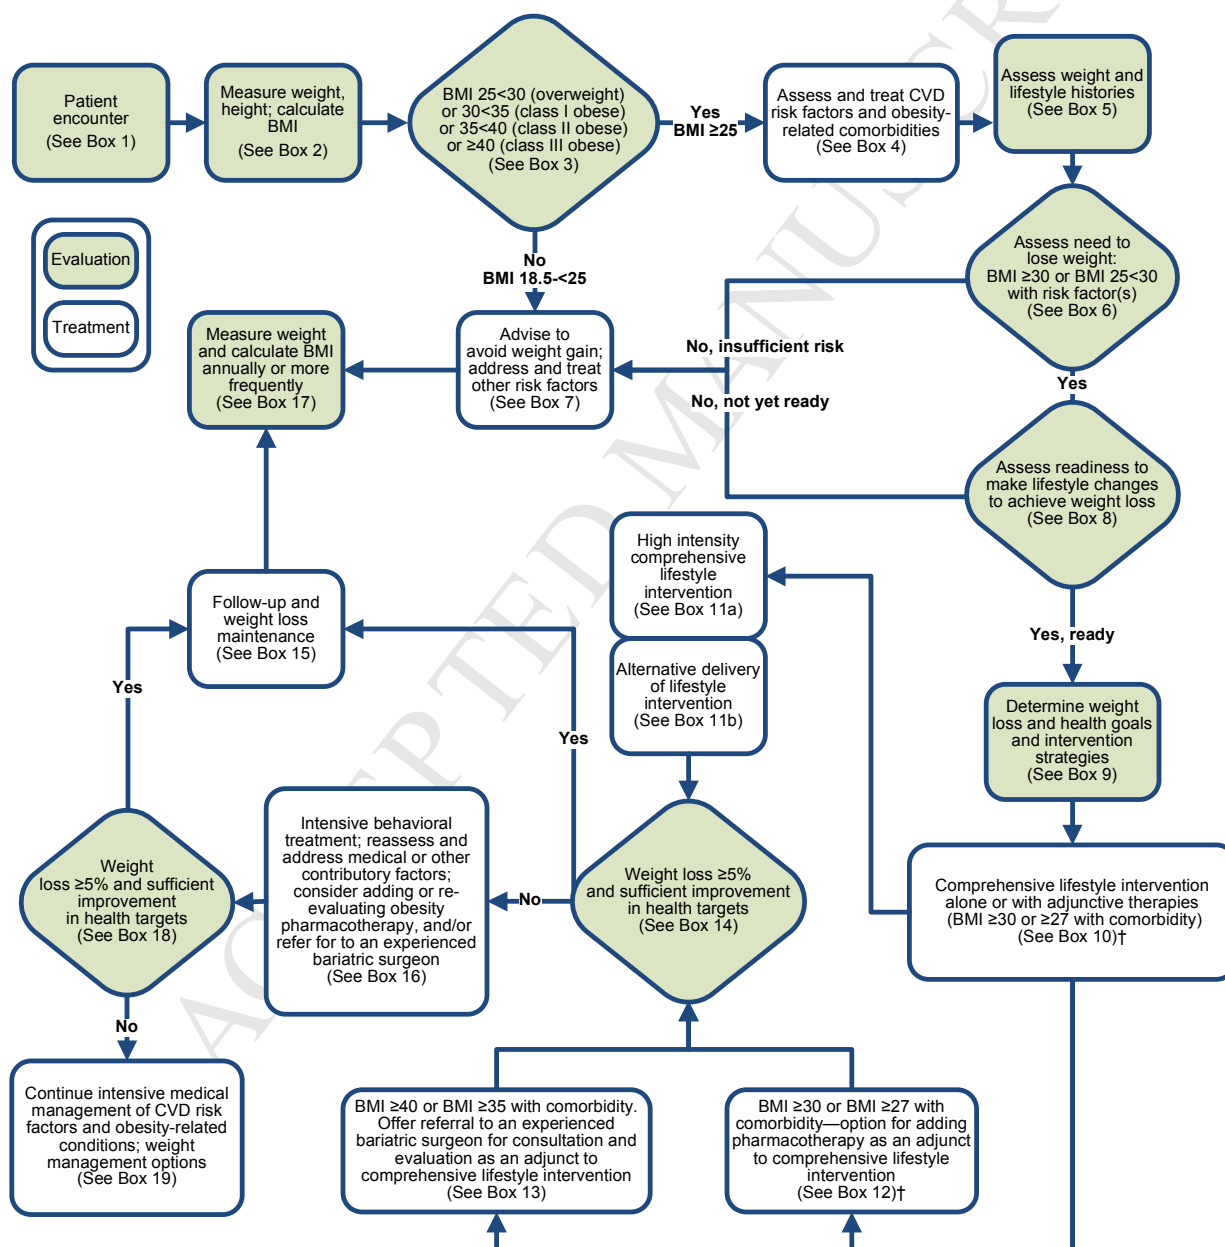 Patient
encounter
(See Box 1)
Measure weight,
height; calculate
BMI
(See Box 2)
BMI 25<30 (overweight)
or 30<35 (class I obese)
or 35<40 (class II obese)
or ≥40 (class III obese)
(See Box 3)
Yes
BMI ≥25
Assess and treat CVD
risk factors and obesity-
related comorbidities
(See Box 4)
Assess weight and
lifestyle histories
(See Box 5)
Evaluation
Treatment
No
BMI 18.5-<25
Assess need to
lose weight:
BMI ≥30 or BMI 25<30
with risk factor(s)
(See Box 6)
Measure weight
and calculate BMI
annually or more
frequently
(See Box 17)
Advise to
avoid weight gain;
address and treat
other risk factors
(See Box 7)
No, insufficient risk
No, not yet ready
Yes
Assess readiness to
make lifestyle changes
to achieve weight loss
(See Box 8)
High intensity
comprehensive
lifestyle
intervention
(See Box 11a)
Follow-up and
weight loss
maintenance
(See Box 15)
Yes, ready
Alternative delivery
of lifestyle
intervention
(See Box 11b)
Yes
Yes
Determine weight
loss and health goals
and intervention
strategies
(See Box 9)
Weight
loss ≥5% and sufficient
improvement
in health targets
(See Box 18)
Intensive behavioral
treatment; reassess and
address medical or other
contributory factors;
consider adding or re-
evaluating obesity
pharmacotherapy, and/or
refer for to an experienced
bariatric surgeon
(See Box 16)
No
Weight loss ≥5%
and sufficient improvement
in health targets
(See Box 14)
Comprehensive lifestyle intervention
alone or with adjunctive therapies
(BMI ≥30 or ≥27 with comorbidity)
(See Box 10)†
No
Continue intensive medical
management of CVD risk
factors and obesity-related
conditions; weight
management options
(See Box 19)
BMI ≥40 or BMI ≥35 with comorbidity.
Offer referral to an experienced
bariatric surgeon for consultation and
evaluation as an adjunct to
comprehensive lifestyle intervention
(See Box 13)
BMI ≥30 or BMI ≥27 with
comorbidity—option for adding
pharmacotherapy as an adjunct
to comprehensive lifestyle
intervention
(See Box 12)†